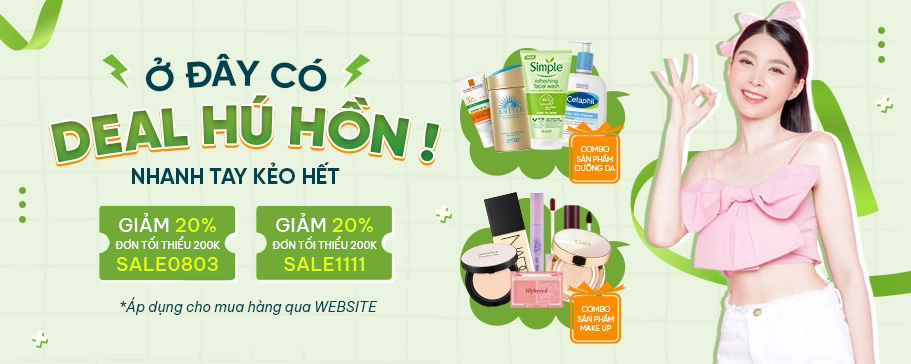 Ở ĐÂY CÓ
DEAL HÚ HỒN !
NHANH TAY KẺO HẾT
GIẢM 20%
ĐƠN TỐI THIỂU 200K
SALE0803
GIẢM 20%
ĐƠN TỐI THIỂU 200K
SALE1111
*Áp dụng cho mua hàng qua WEBSITE
Simple
refreshing
facial wash
Cetaphil
COMBO
SẢN PHẨM
DƯỠNG DA
COMBO
SẢN PHẨM
MAKE UP